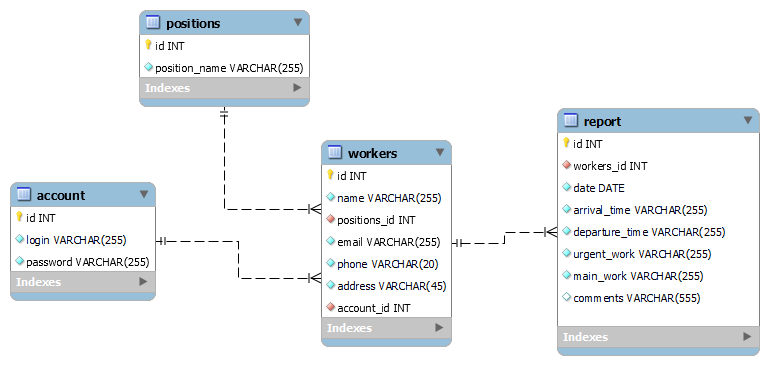 positions
id INT
position_name VARCHAR(255)
Indexes
account
id INT
login VARCHAR(255)
password VARCHAR(255)
Indexes
workers
id INT
name VARCHAR(255)
positions_id INT
email VARCHAR(255)
phone VARCHAR(20)
address VARCHAR(45)
account_id INT
Indexes
report
id INT
workers_id INT
date DATE
arrival_time VARCHAR(255)
departure_time VARCHAR(255)
urgent_work VARCHAR(255)
main_work VARCHAR(255)
comments VARCHAR(555)
Indexes